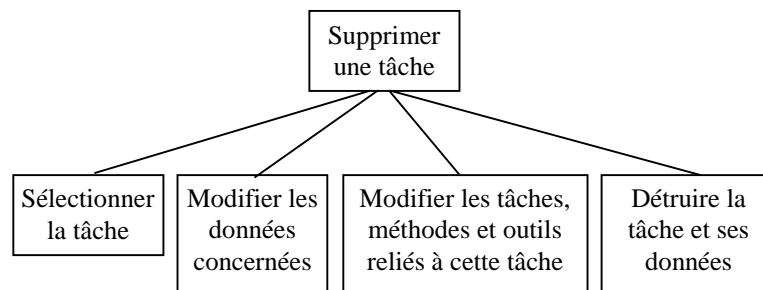 Supprimer
une tâche
Sélectionner
la tâche
Modifier les
données
concernées
Modifier les tâches,
méthodes et outils
reliés à cette tâche
Détruire la
tâche et ses
données